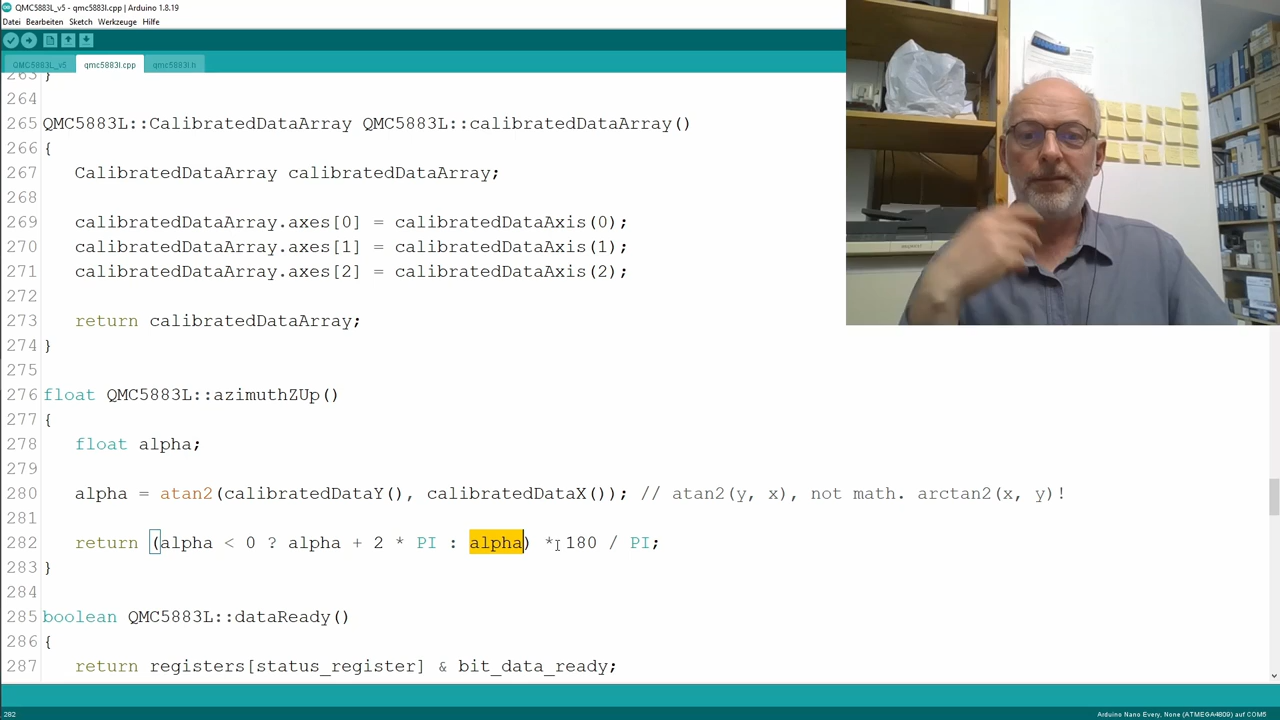 QMC5883L_v5 - qmc5883l.cpp | Arduino 1.8.19
Datei Bearbeiten Sketch Werkzeuge Hilfe
QMC5883L_v5 qmc5883l.cpp qmc5883l.h
263 }
264
265 QMC5883L::CalibratedDataArray QMC5883L::calibratedDataArray()
266 {
267 CalibratedDataArray calibratedDataArray;
268
269 calibratedDataArray.axes[0] = calibratedDataAxis(0);
270 calibratedDataArray.axes[1] = calibratedDataAxis(1);
271 calibratedDataArray.axes[2] = calibratedDataAxis(2);
272
273 return calibratedDataArray;
274 }
275
276 float QMC5883L::azimuthZUp()
277 {
278 float alpha;
279
280 alpha = atan2(calibratedDataY(), calibratedDataX()); // atan2(y, x), not math. arctan2(x, y)!
281
282 return (alpha < 0 ? alpha + 2 * PI : alpha) * 180 / PI;
283 }
284
285 boolean QMC5883L::dataReady()
286 {
287 return registers[status_register] & bit_data_ready;
282 Arduino Nano Every, None (ATMEGA4809) auf COM5